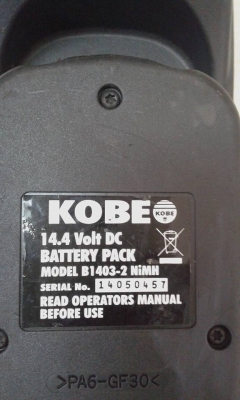 KOBE KOBE
14.4 Volt DC
BATTERY PACK
MODEL B1403-2 NiMH
SERIAL No. 14050457
READ OPERATORS MANUAL
BEFORE USE
>PA6-GF30<